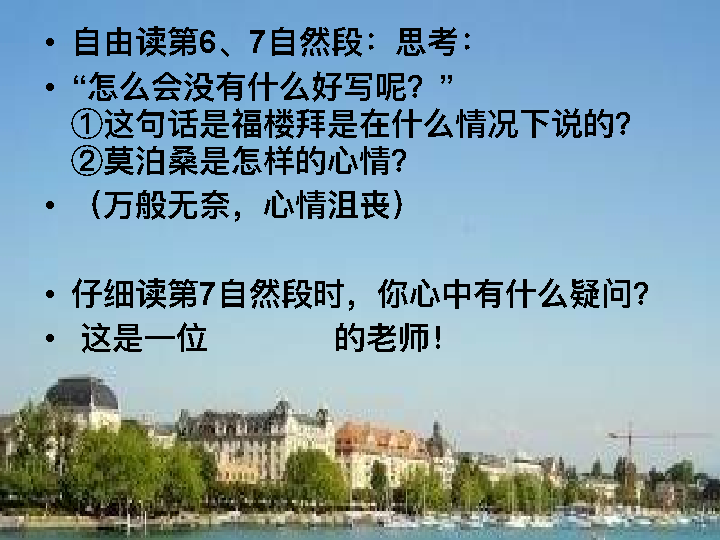 • 自由读第6、7自然段：思考：
• “怎么会没有什么好写呢？”
①这句话是福楼拜是在什么情况下说的？
②莫泊桑是怎样的心情？
• （万般无奈，心情沮丧）
• 仔细读第7自然段时，你心中有什么疑问？
• 这是一位　　　　的老师！